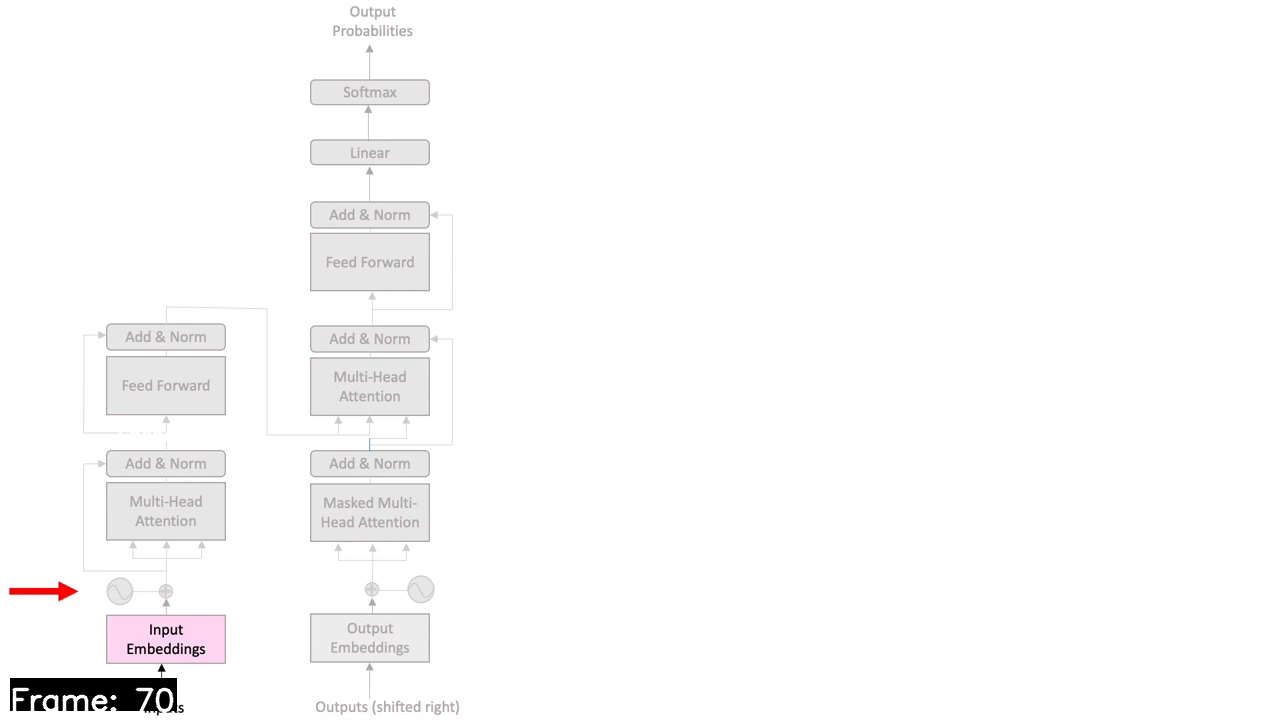 Output
Probabilities
Softmax
Linear
Add & Norm
Feed Forward
Add & Norm
Multi-Head
Attention
Add & Norm
Masked Multi-
Head Attention
Output
Embeddings
Outputs (shifted right)
Add & Norm
Feed Forward
Add & Norm
Multi-Head
Attention
Input
Embeddings
Frame: 70